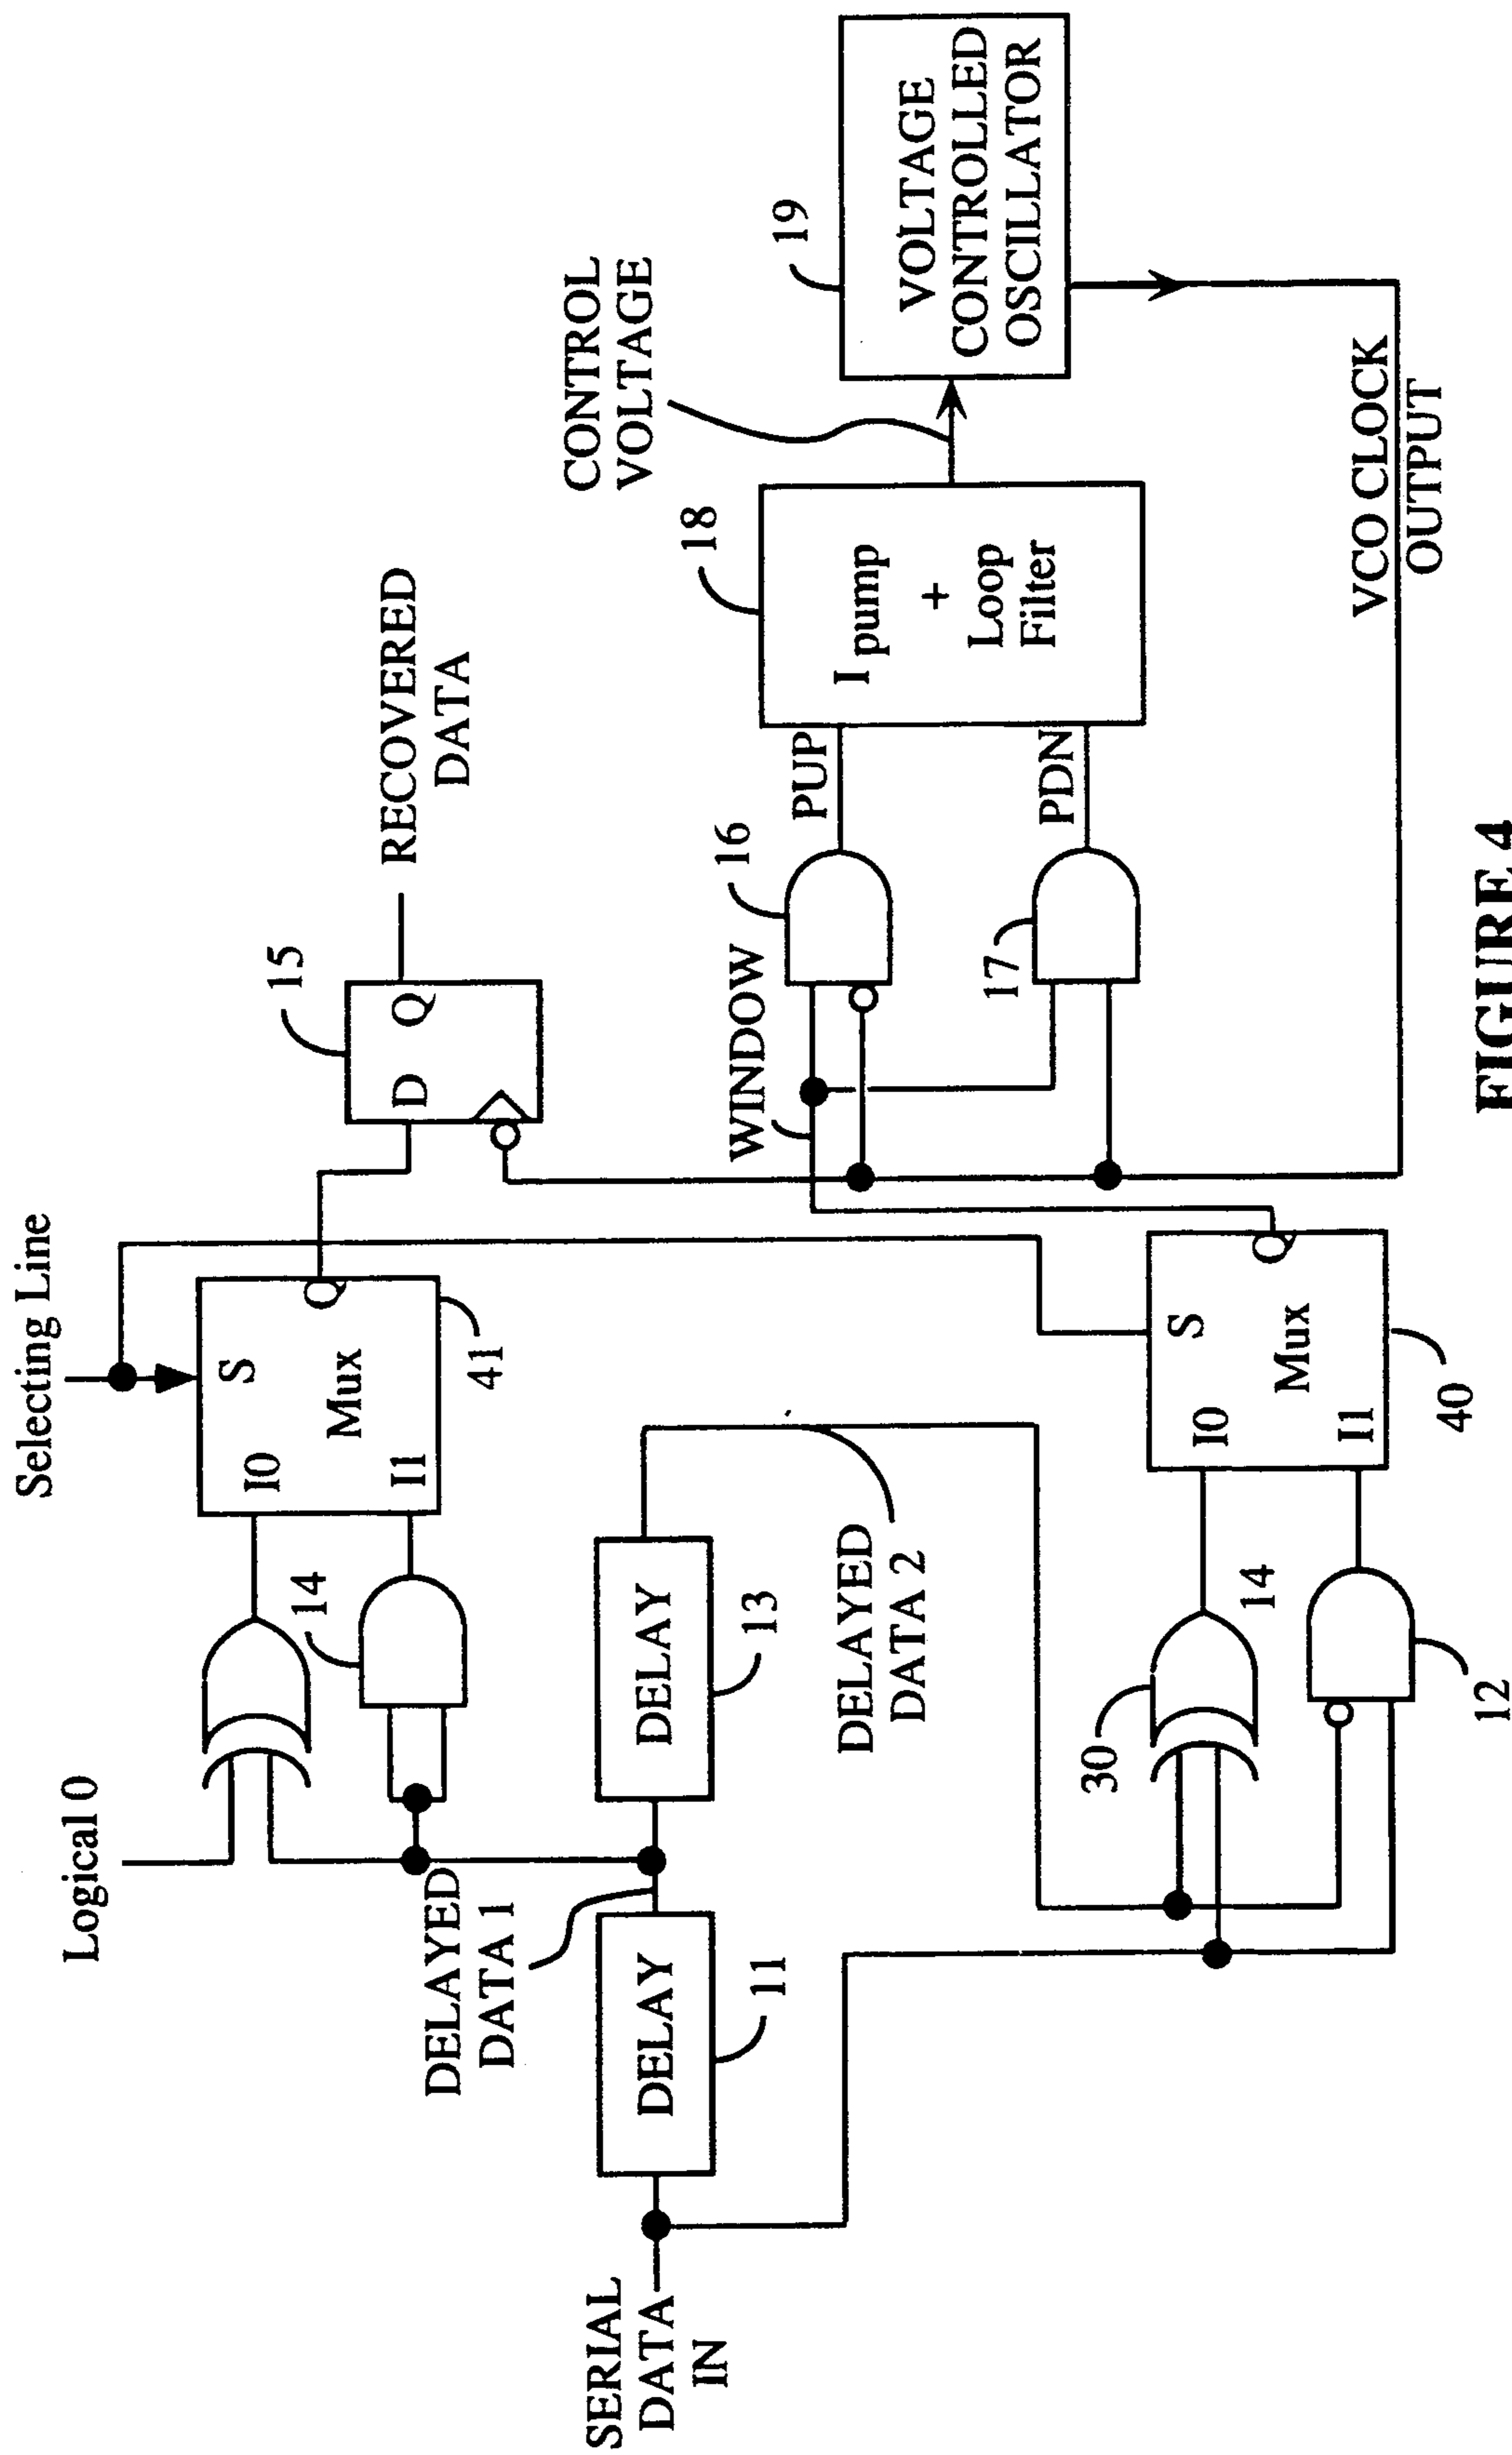 Selecting Line
Logical 0
S
Mux
I0
I1
Q
41
14
15
D
Q
RECOVERED
DATA
DELAYED
DATA 1
SERIAL
DATA
IN
DELAY
11
DELAY
13
DELAYED
DATA 2
WINDOW
16
17
PUP
PDN
18
I pump
+
Loop
Filter
CONTROL
VOLTAGE
19
VOLTAGE
CONTROLLED
OSCILLATOR
30
14
12
S
Mux
I0
I1
Q
40
VCO CLOCK
OUTPUT
FIGURE 4